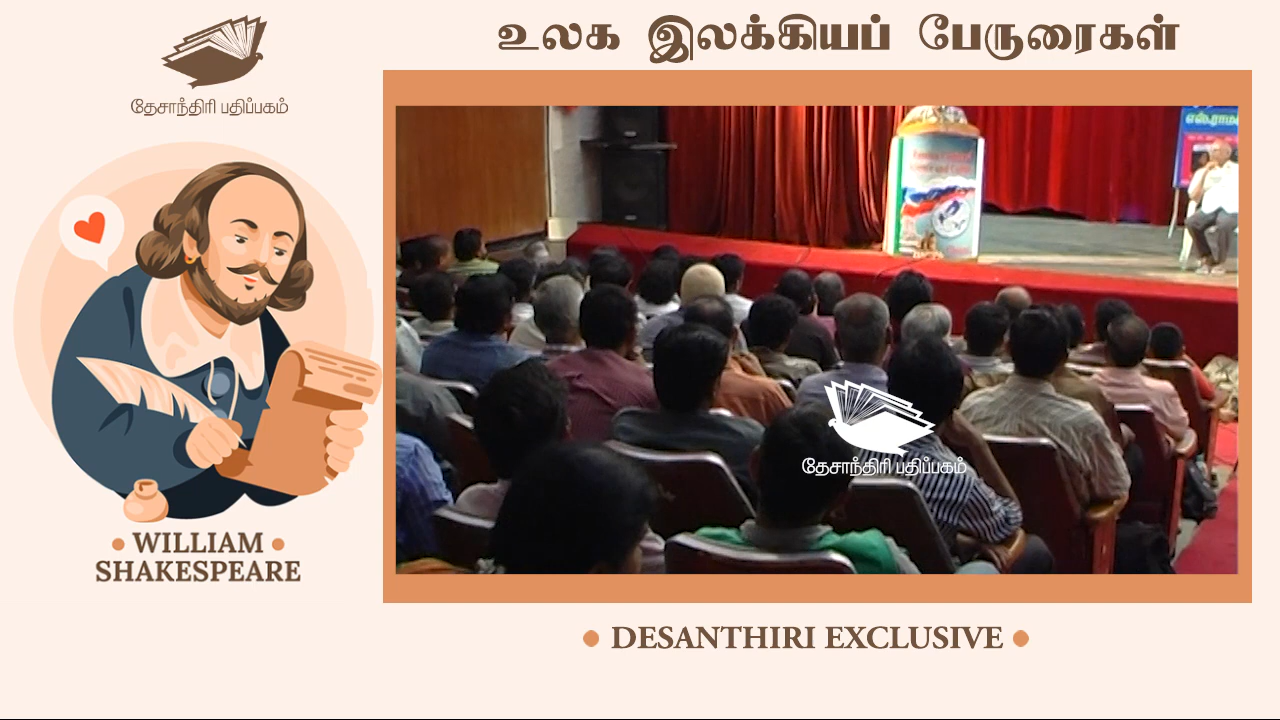 உலக இலக்கியப் பேருரைகள்
தேசாந்திரி பதிப்பகம்
தேசாந்திரி பதிப்பகம்
WILLIAM
SHAKESPEARE
DESANTHIRI EXCLUSIVE